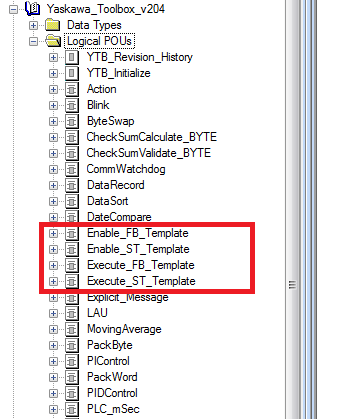 Yaskawa_Toolbox_v204
Data Types
Logical POUs
YTB_Revision_History
YTB_Initialize
Action
Blink
ByteSwap
CheckSumCalculate_BYTE
CheckSumValidate_BYTE
CommWatchdog
DataRecord
DataSort
DateCompare
Enable_FB_Template
Enable_ST_Template
Execute_FB_Template
Execute_ST_Template
Explicit_Message
LAU
MovingAverage
PackByte
PIControl
PackWord
PIDControl
PLC_mSec